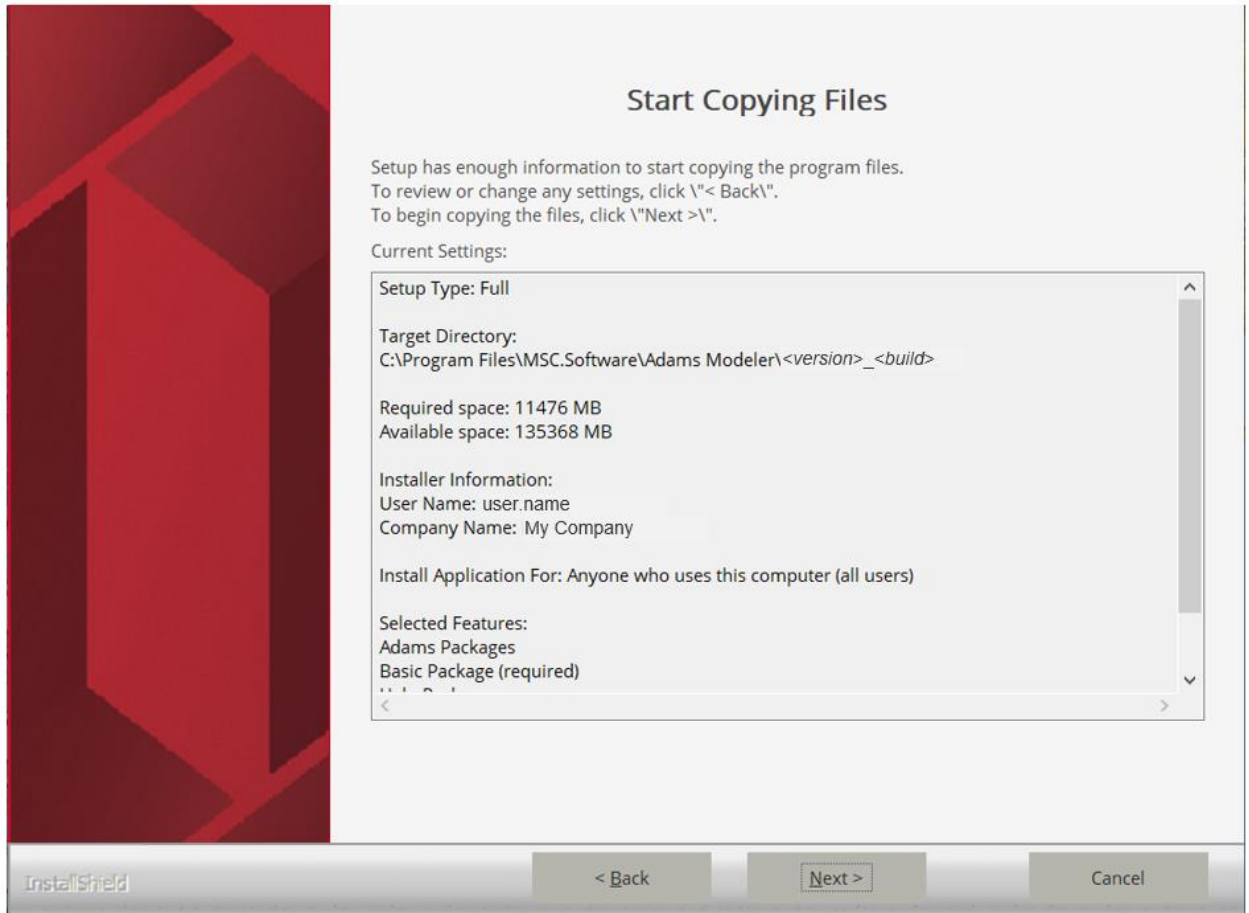 Start Copying Files
Setup has enough information to start copying the program files.
To review or change any settings, click \"< Back\".
To begin copying the files, click \"Next >\".
Current Settings:
Setup Type: Full
Target Directory:
C:\Program Files\MSC.Software\Adams Modeler\<version>_<build>
Required space: 11476 MB
Available space: 135368 MB
Installer Information:
User Name: user.name
Company Name: My Company
Install Application For: Anyone who uses this computer (all users)
Selected Features:
Adams Packages
Basic Package (required)
InstallShield
< Back
Next >
Cancel